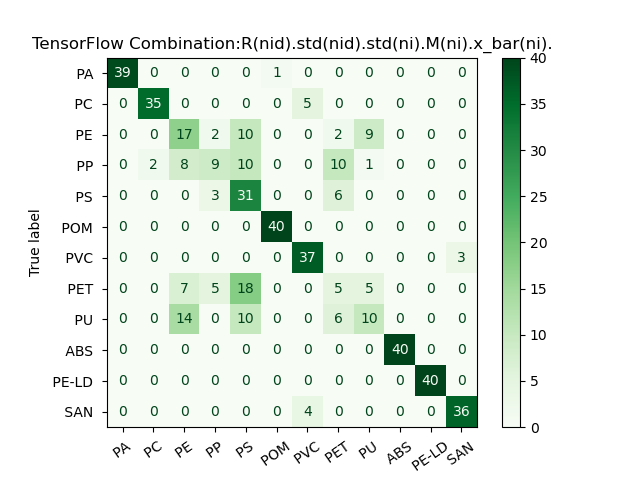 TensorFlow Combination:R(nid).std(nid).std(ni).M(ni).x_bar(ni).
PA 39 0 0 0 0 1 0 0 0 0 0 0
PC 0 35 0 0 0 0 5 0 0 0 0 0
PE 0 0 17 2 10 0 0 2 9 0 0 0
PP 0 2 8 9 10 0 0 10 1 0 0 0
PS 0 0 0 3 31 0 0 6 0 0 0 0
POM 0 0 0 0 0 40 0 0 0 0 0 0
PVC 0 0 0 0 0 0 37 0 0 0 0 3
PET 0 0 7 5 18 0 0 5 5 0 0 0
PU 0 0 14 0 10 0 0 6 10 0 0 0
ABS 0 0 0 0 0 0 0 0 0 40 0 0
PE-LD 0 0 0 0 0 0 0 0 0 0 40 0
SAN 0 0 0 0 0 0 4 0 0 0 0 36
PA PC PE PP PS POM PVC PET PU ABS PE-LD SAN
True label
40
35
30
25
20
15
10
5
0